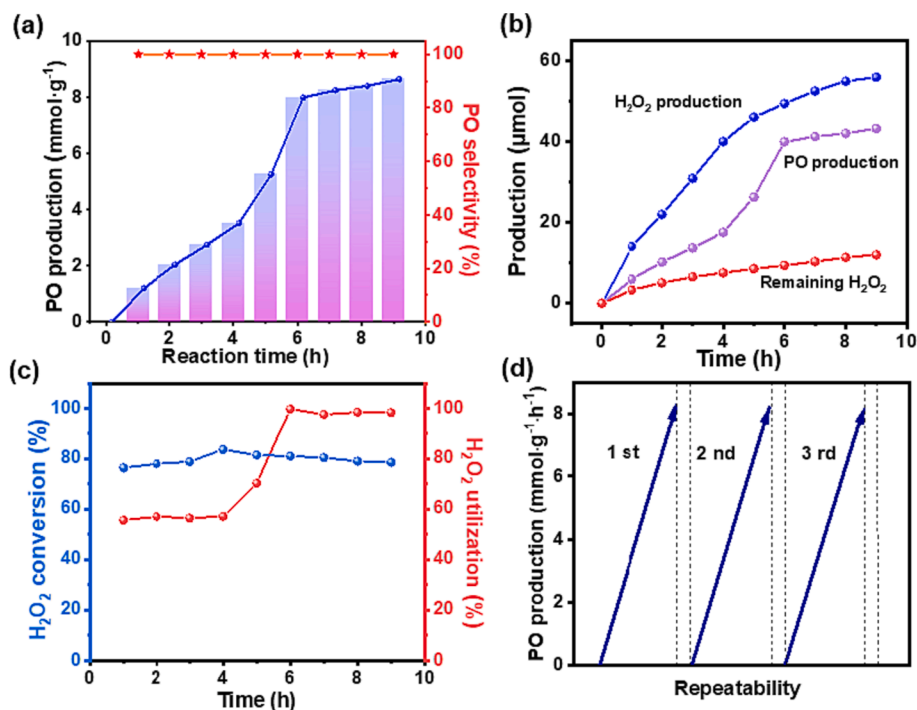 (a)
PO production (mmol·g⁻¹)
10
8
6
4
2
0
0 2 4 6 8 10
Reaction time (h)
100
80
60
40
20
0
PO selectivity (%)
(b)
Production (μmol)
60
40
20
0
H₂O₂ production
PO production
Remaining H₂O₂
0 2 4 6 8 10
Time (h)
(c)
H₂O₂ conversion (%)
100
80
60
40
20
0
0 2 4 6 8 10
Time (h)
100
80
60
40
20
0
H₂O₂ utilization
(%)
(d)
PO production (mmol·g⁻¹·h⁻¹)
8
6
4
2
0
1 st 2 nd 3 rd
Repeatability